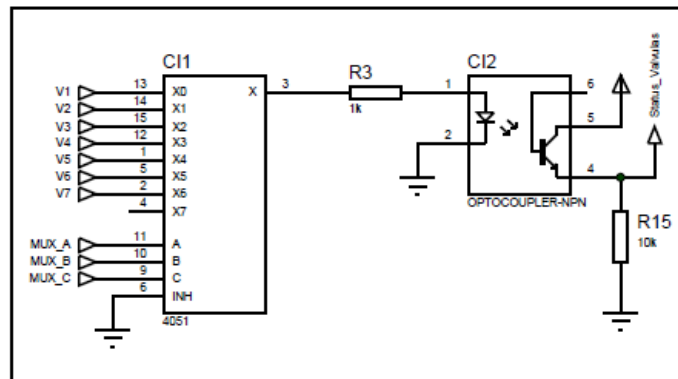 CI1
V1 13 X0 X 3
V2 14 X1
V3 15 X2
V4 12 X3
V5 1 X4
V6 5 X5
V7 2 X6
4 X7
MUX_A 11 A
MUX_B 10 B
MUX_C 9 C
6 INH
4051
R3
1k
CI2
1
2
6
5
4
OPTOCOUPLER-NPN
Status_Valvulas
R15
10k